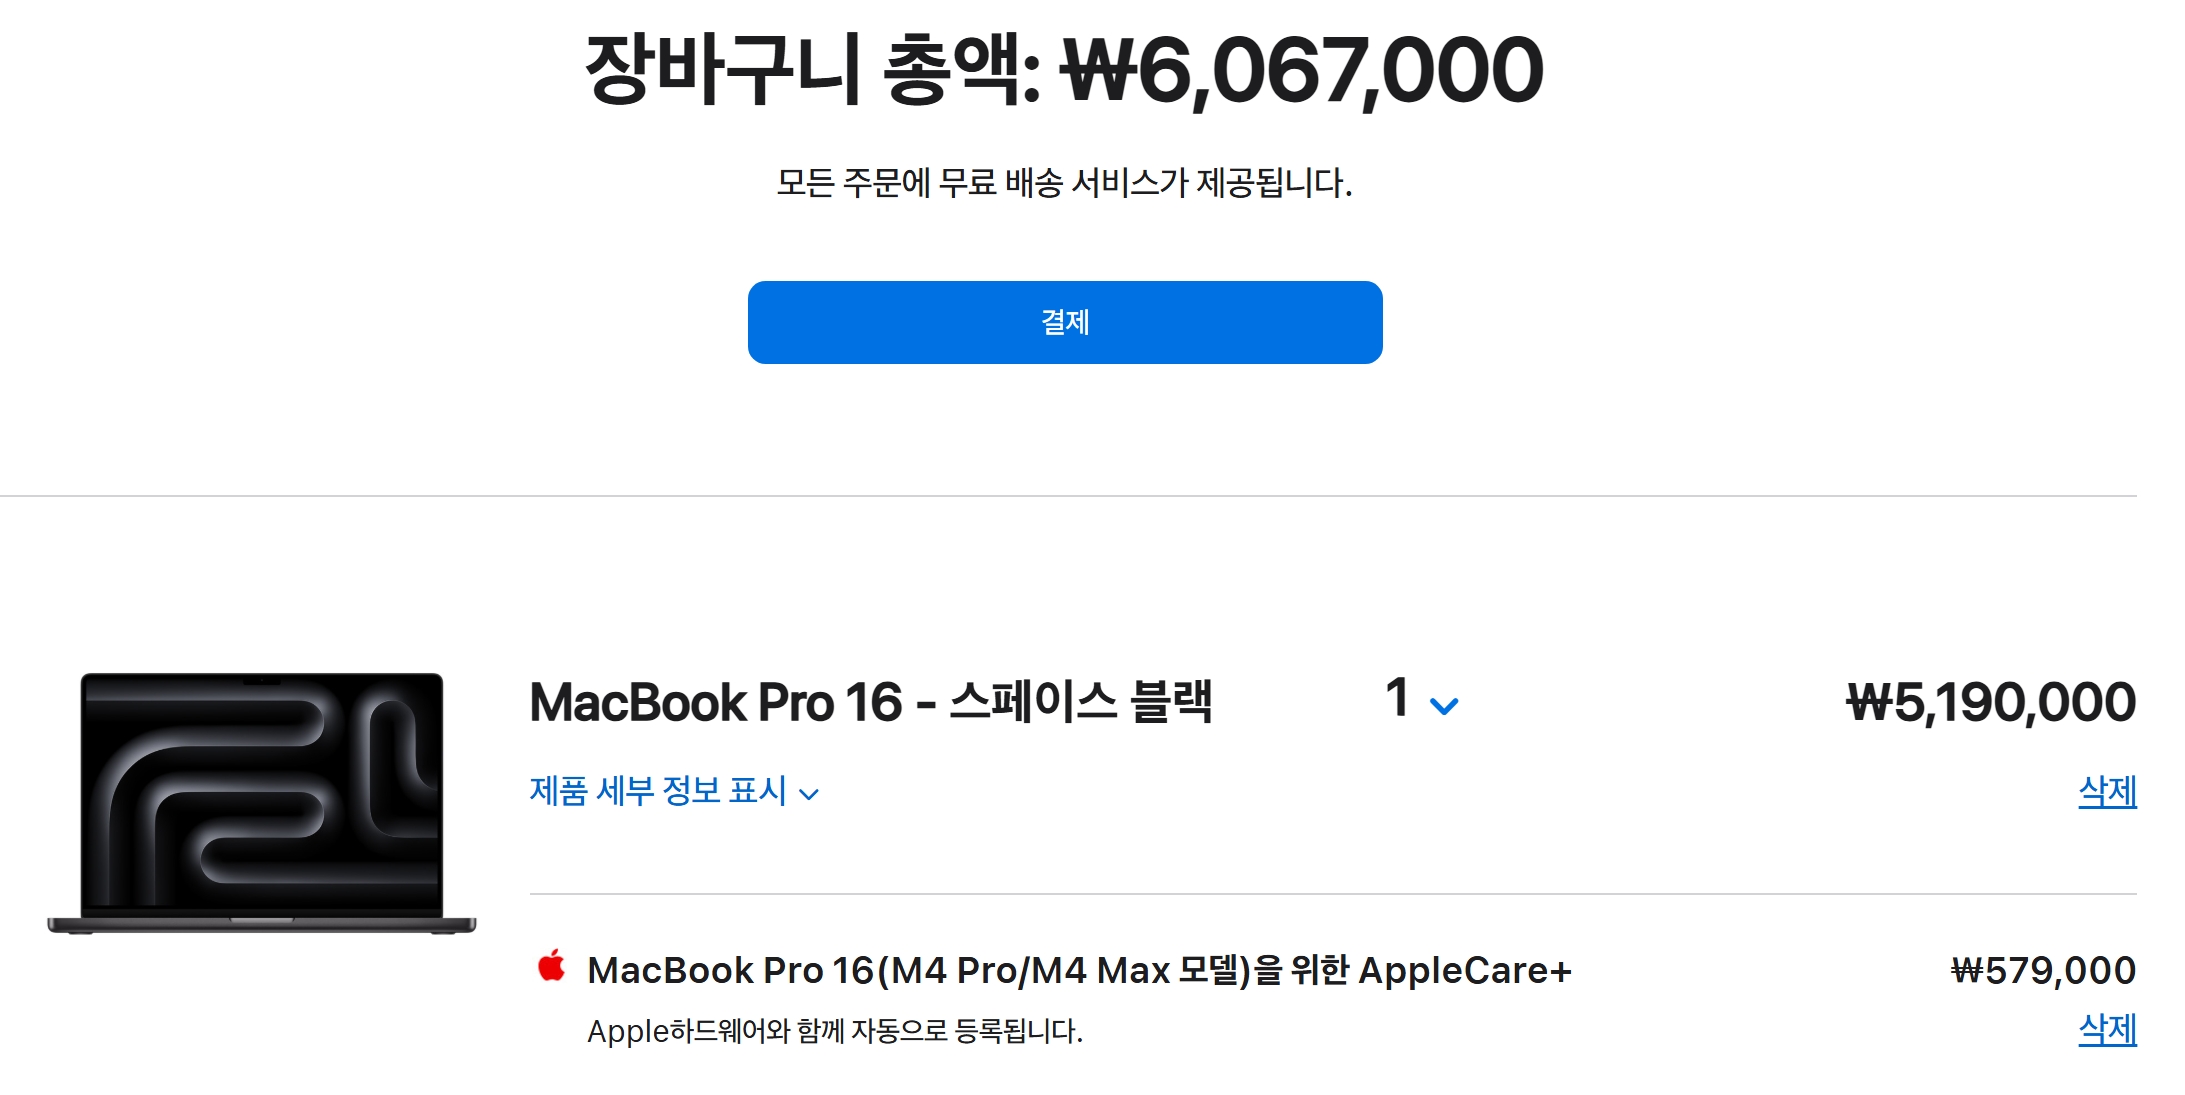 장바구니 총액: ₩6,067,000
모든 주문에 무료 배송 서비스가 제공됩니다.
결제
MacBook Pro 16 - 스페이스 블랙 1 ₩5,190,000
제품 세부 정보 표시 삭제
MacBook Pro 16(M4 Pro/M4 Max 모델)을 위한 AppleCare+ ₩579,000
Apple하드웨어와 함께 자동으로 등록됩니다. 삭제